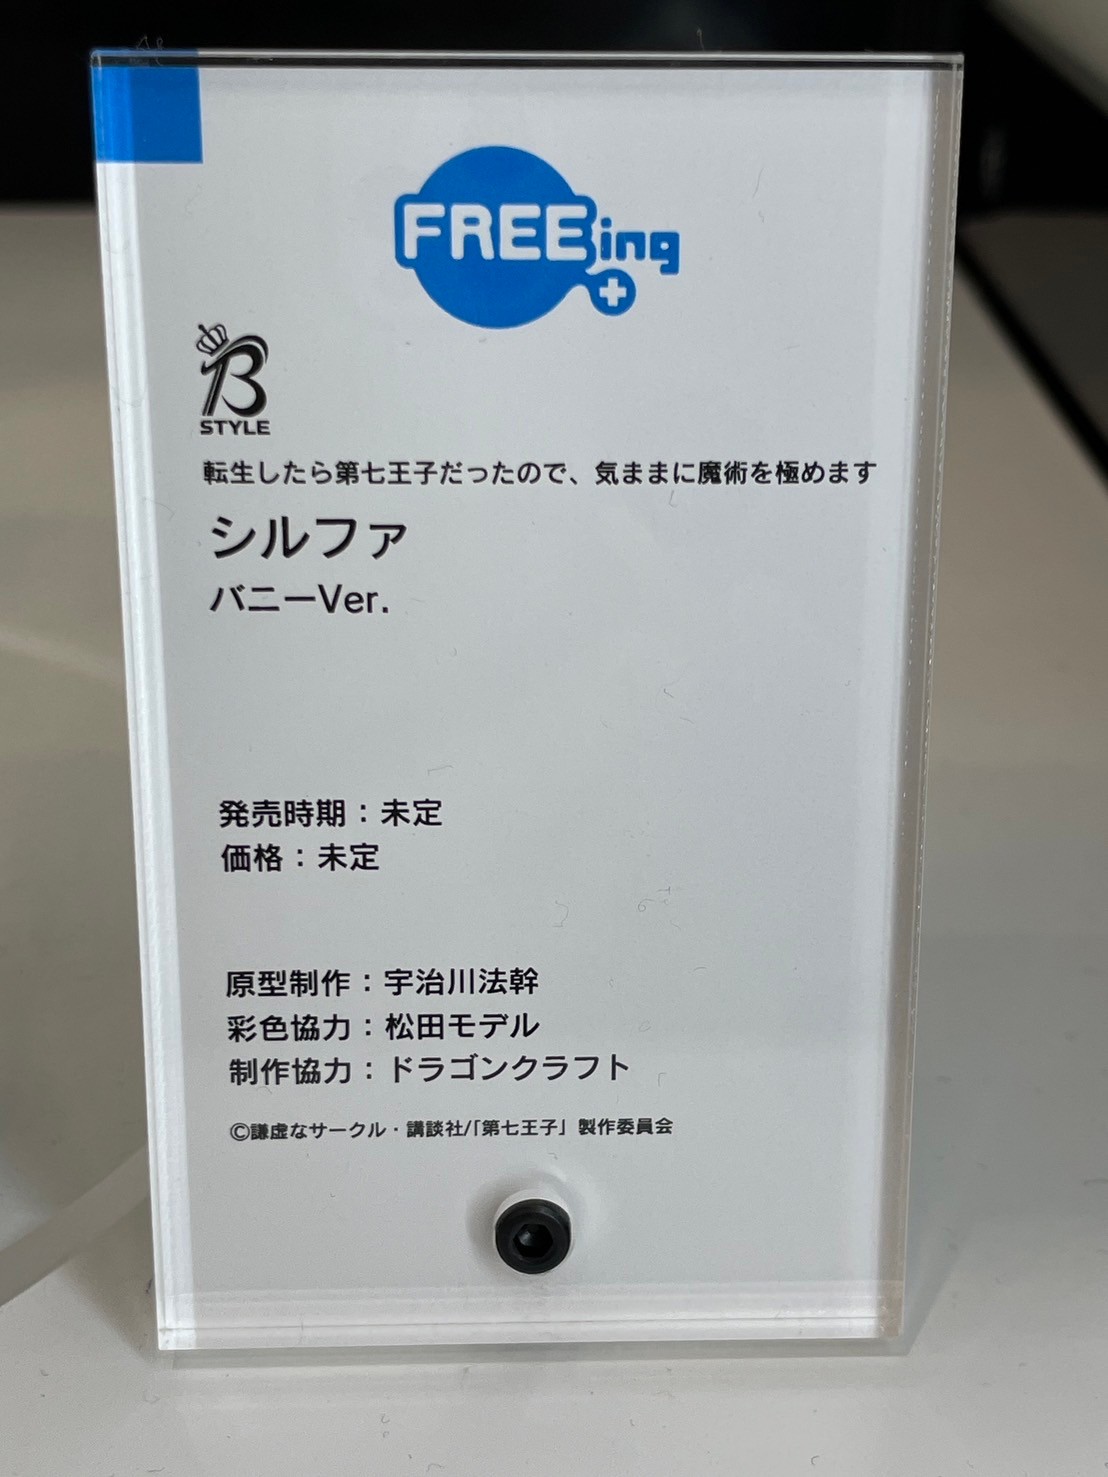 FREEing
B
STYLE
転生したら第七王子だったので、気ままに魔術を極めます
シルファ
バニーVer.
発売時期：未定
価格：未定
原型制作：宇治川法幹
彩色協力：松田モデル
制作協力：ドラゴンクラフト
©謙虚なサークル・講談社/「第七王子」製作委員会